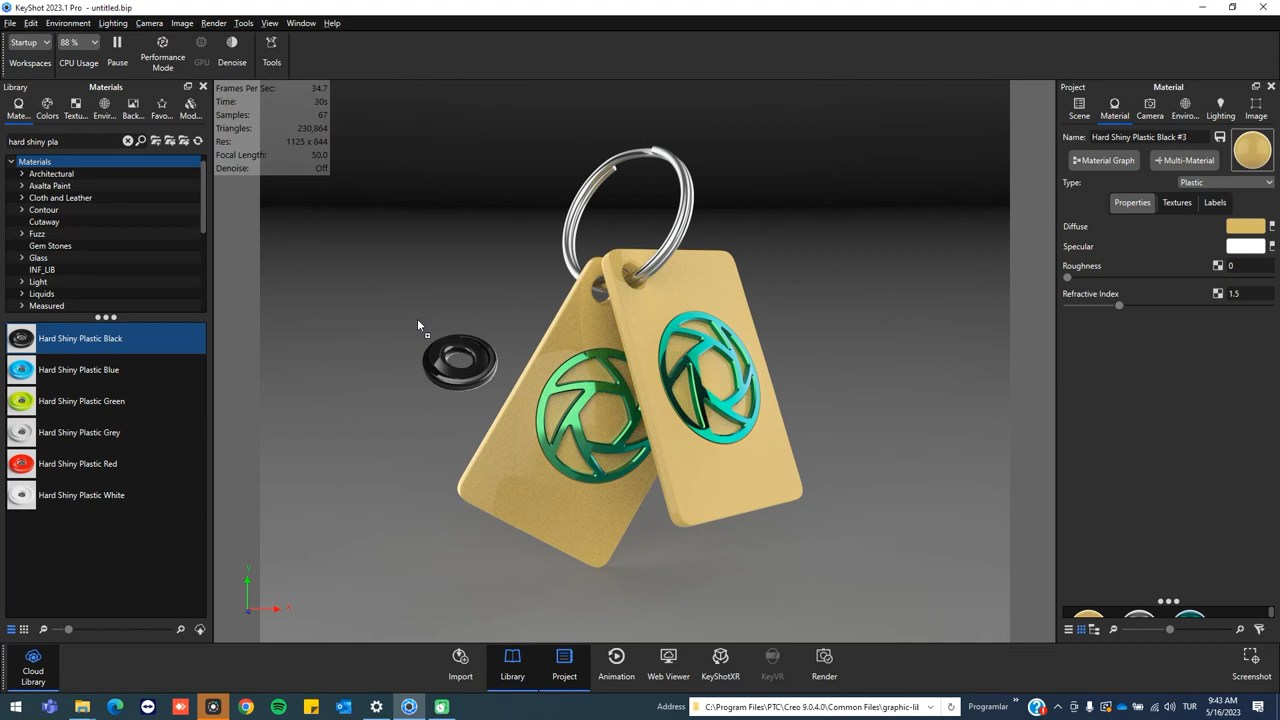 KeyShot 2023.1 Pro - untitled.bip
File Edit Environment Lighting Camera Image Render Tools View Window Help
Startup 88 %
Workspaces CPU Usage Pause Performance Mode GPU Denoise Tools
Library Materials
Mate... Colors Textu... Envir... Back... Favo... Mod...
hard shiny pla
Materials
Architectural
Axalta Paint
Cloth and Leather
Contour
Cutaway
Fuzz
Gem Stones
Glass
INF_LIB
Light
Liquids
Measured
Hard Shiny Plastic Black
Hard Shiny Plastic Blue
Hard Shiny Plastic Green
Hard Shiny Plastic Grey
Hard Shiny Plastic Red
Hard Shiny Plastic White
Frames Per Sec: 34.7
Time: 30s
Samples: 67
Triangles: 230,864
Res: 1125 x 844
Focal Length: 50.0
Denoise: Off
Y
X
Project Material
Scene Material Camera Enviro... Lighting Image
Name: Hard Shiny Plastic Black #3
Material Graph Multi-Material
Type: Plastic
Properties Textures Labels
Diffuse
Specular
Roughness 0
Refractive Index 1.5
Cloud Library
Import Library Project Animation Web Viewer KeyShotXR KeyVR Render Screenshot
Address C:\Program Files\PTC\Creo 9.0.4.0\Common Files\graphic-lib Programlar TUR 9:43 AM
5/16/2023